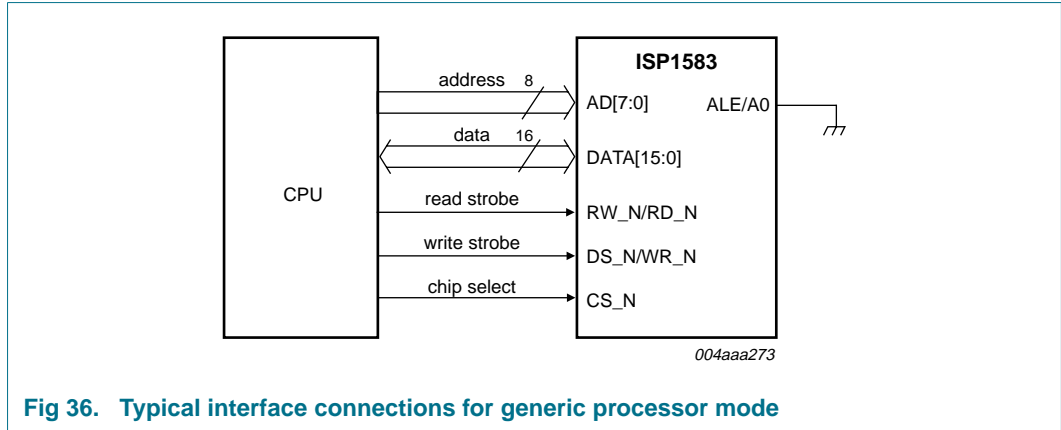 ISP1583
address 8
AD[7:0]
ALE/A0
data 16
DATA[15:0]
CPU
read strobe
RW_N/RD_N
write strobe
DS_N/WR_N
chip select
CS_N
004aaa273
Fig 36. Typical interface connections for generic processor mode